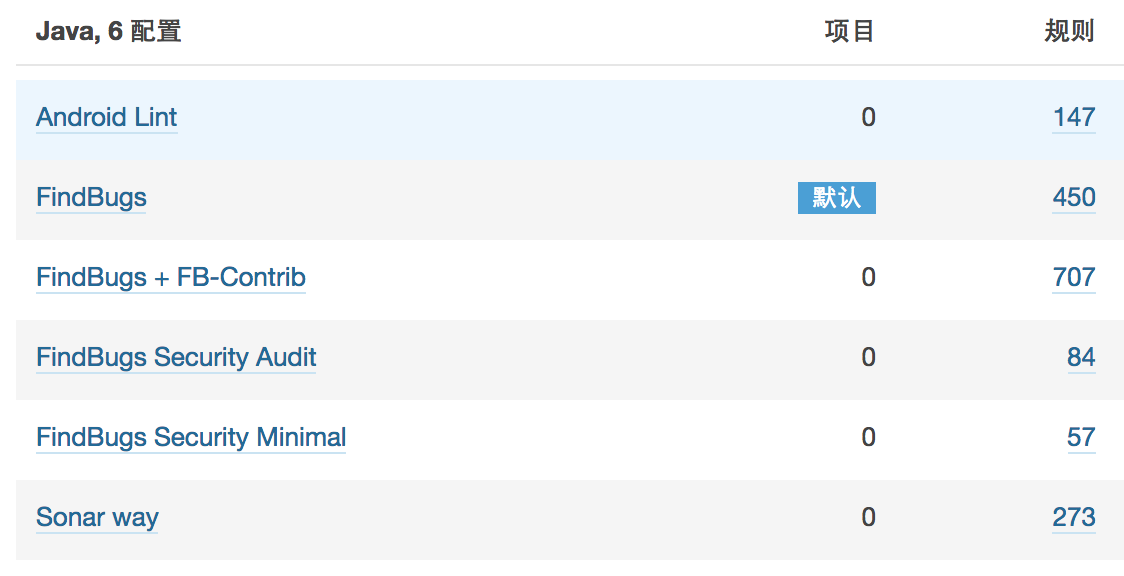 Java, 6 配置 项目 规则
Android Lint 0 147
FindBugs 默认 450
FindBugs + FB-Contrib 0 707
FindBugs Security Audit 0 84
FindBugs Security Minimal 0 57
Sonar way 0 273